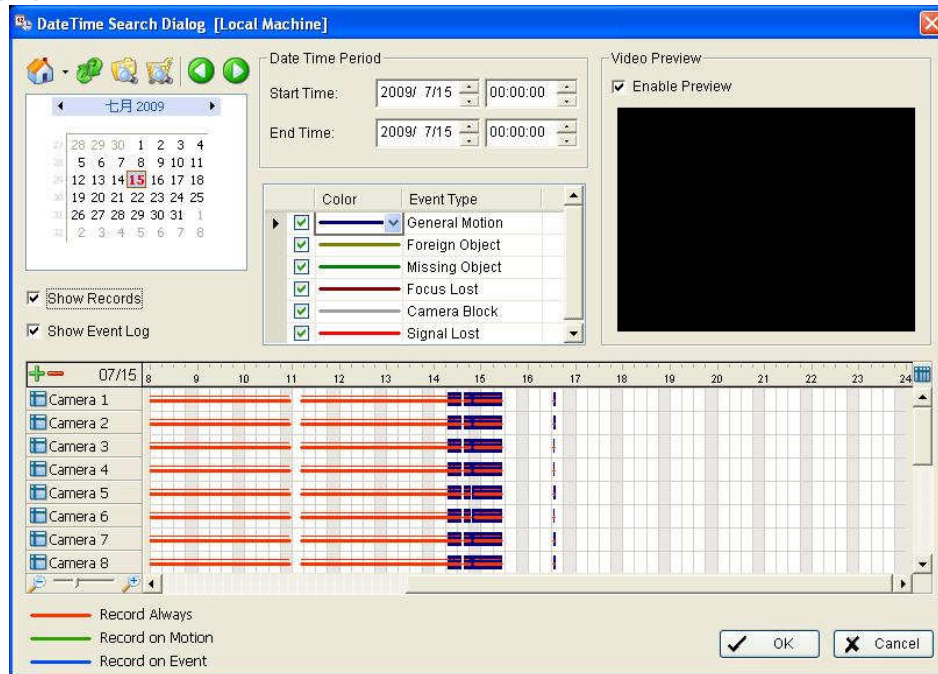 DateTime Search Dialog [Local Machine]
七月 2009
28 29 30 1 2 3 4
5 6 7 8 9 10 11
12 13 14 15 16 17 18
19 20 21 22 23 24 25
26 27 28 29 30 31 1
2 3 4 5 6 7 8
Show Records
Show Event Log
Date Time Period
Start Time: 2009/ 7/15 00:00:00
End Time: 2009/ 7/15 00:00:00
Color Event Type
General Motion
Foreign Object
Missing Object
Focus Lost
Camera Block
Signal Lost
Video Preview
Enable Preview
07/15 8 9 10 11 12 13 14 15 16 17 18 19 20 21 22 23 24
Camera 1
Camera 2
Camera 3
Camera 4
Camera 5
Camera 6
Camera 7
Camera 8
Record Always
Record on Motion
Record on Event
OK Cancel